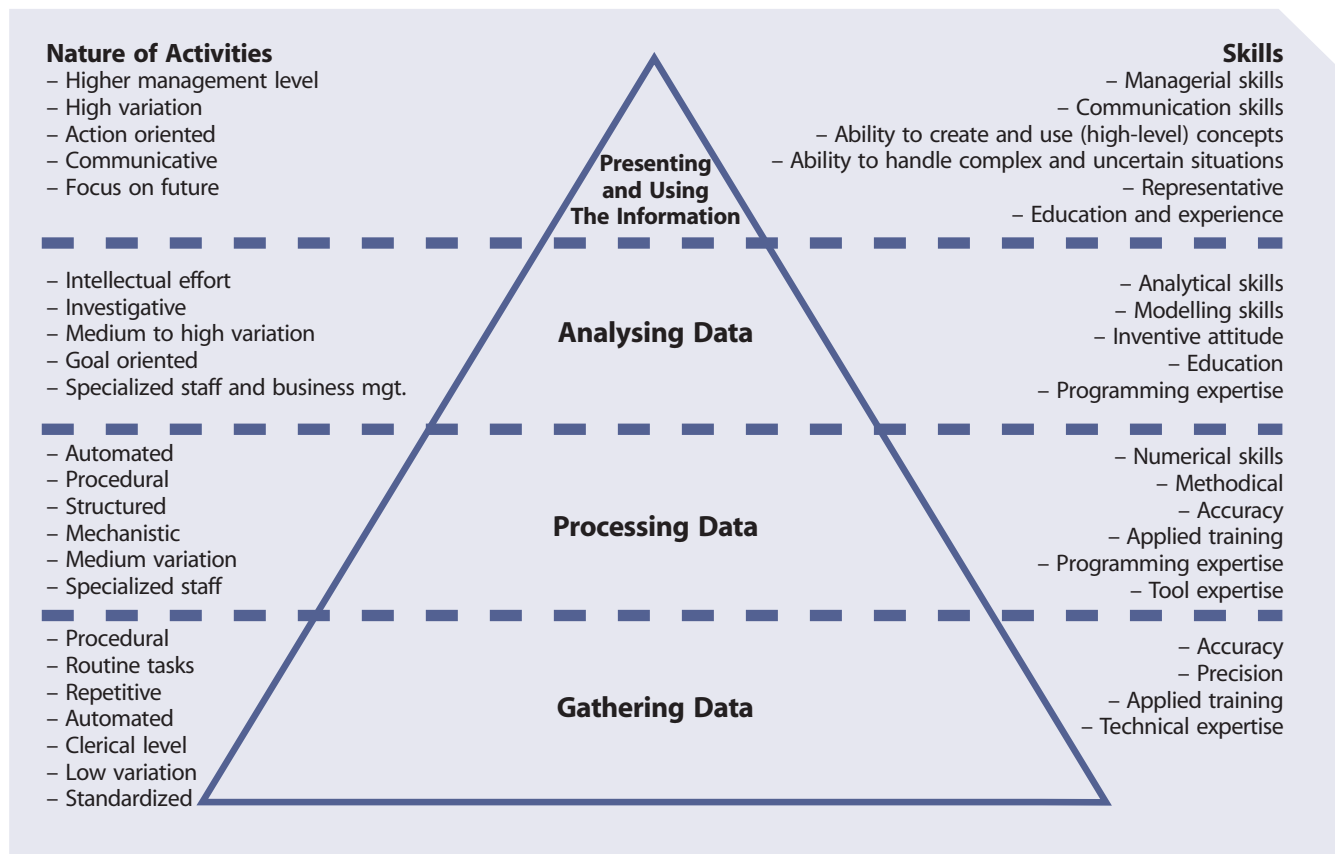 Nature of Activities
– Higher management level
– High variation
– Action oriented
– Communicative
– Focus on future
Presenting
and Using
The Information
Skills
– Managerial skills
– Communication skills
– Ability to create and use (high-level) concepts
– Ability to handle complex and uncertain situations
– Representative
– Education and experience
– Intellectual effort
– Investigative
– Medium to high variation
– Goal oriented
– Specialized staff and business mgt.
Analysing Data
– Analytical skills
– Modelling skills
– Inventive attitude
– Education
– Programming expertise
– Automated
– Procedural
– Structured
– Mechanistic
– Medium variation
– Specialized staff
Processing Data
– Numerical skills
– Methodical
– Accuracy
– Applied training
– Programming expertise
– Tool expertise
– Procedural
– Routine tasks
– Repetitive
– Automated
– Clerical level
– Low variation
– Standardized
Gathering Data
– Accuracy
– Precision
– Applied training
– Technical expertise